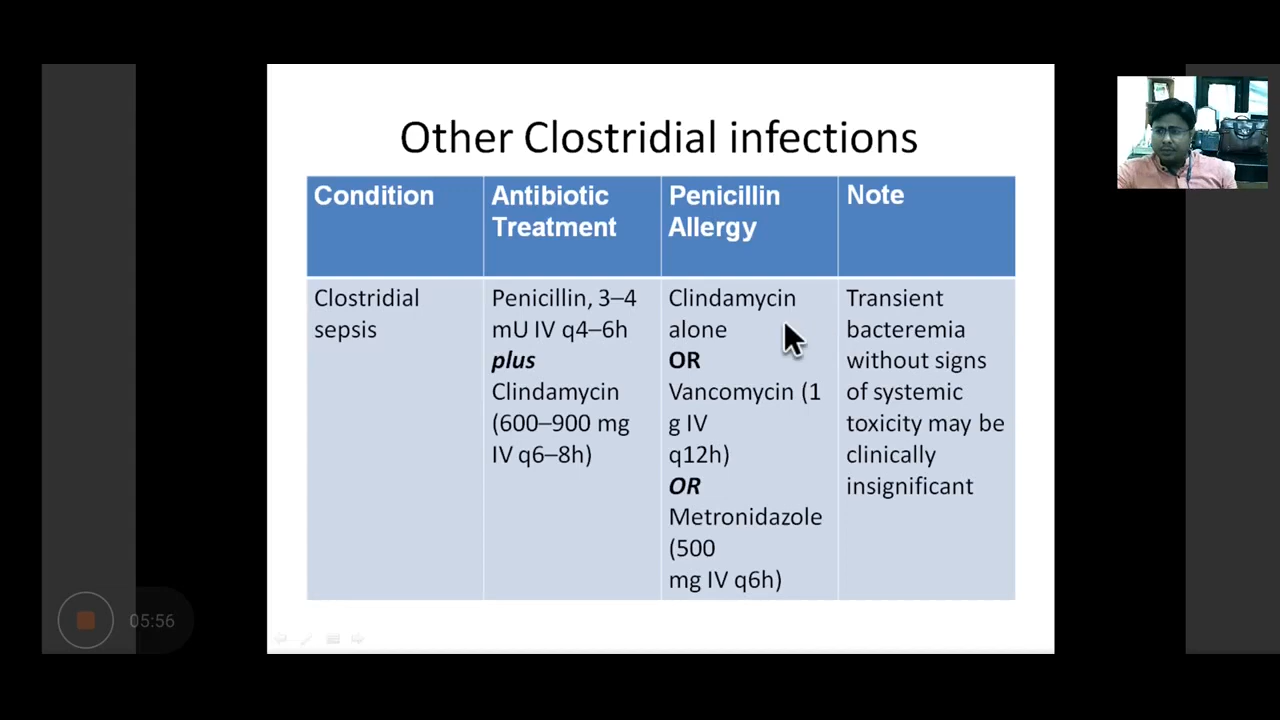 Other Clostridial infections
Condition
Antibiotic
Treatment
Penicillin
Allergy
Note
Clostridial
sepsis
Penicillin, 3–4
mU IV q4–6h
plus
Clindamycin
(600–900 mg
IV q6–8h)
Clindamycin
alone
OR
Vancomycin (1
g IV
q12h)
OR
Metronidazole
(500
mg IV q6h)
Transient
bacteremia
without signs
of systemic
toxicity may be
clinically
insignificant
05:56